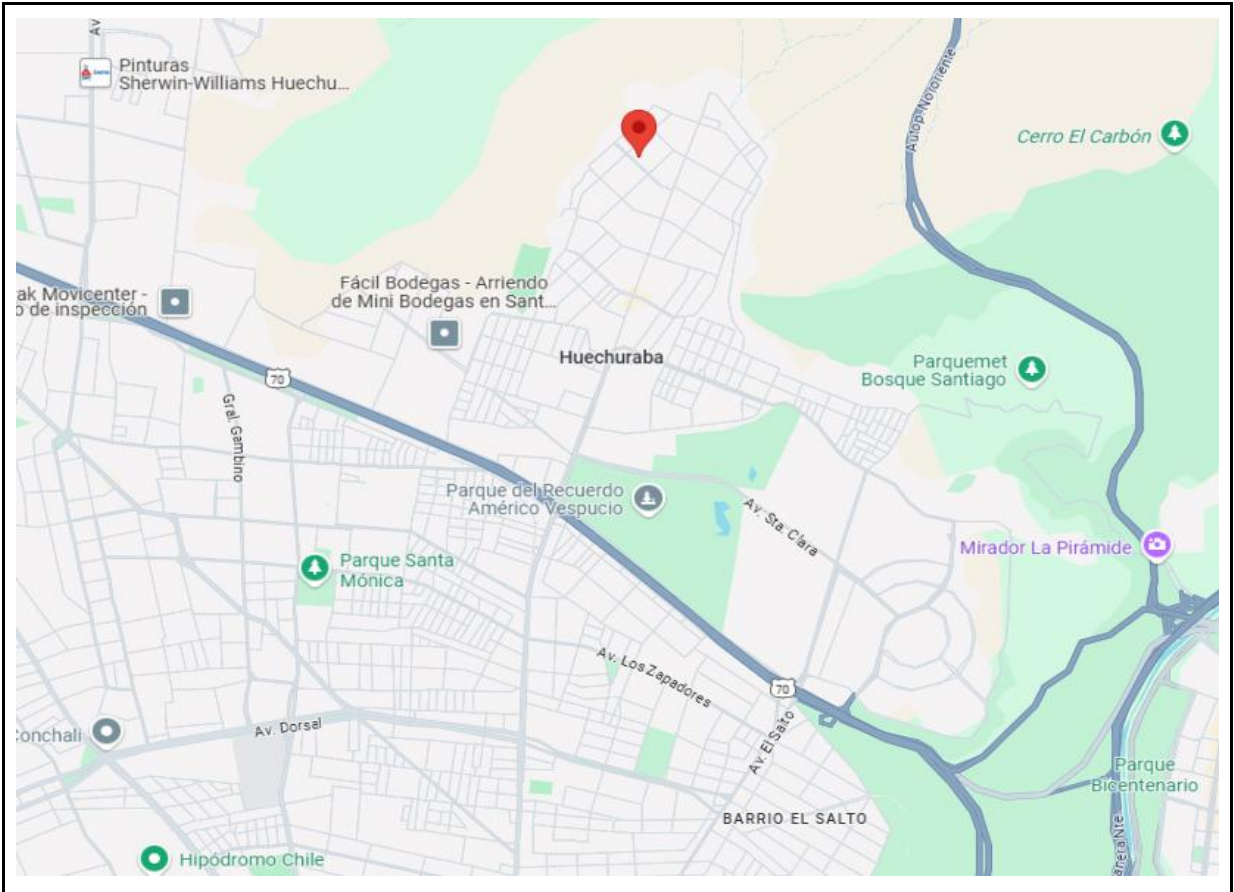 Av
Pinturas
Sherwin-Williams Huechu...
Autop. Nororiente
Cerro El Carbón
Fácil Bodegas - Arriendo
de Mini Bodegas en Sant...
ak Movicenter -
o de inspección
Huechuraba
70
Parquemet
Bosque Santiago
Gral. Gambino
Parque del Recuerdo
Américo Vespucio
Av. Sta. Clara
Mirador La Pirámide
Parque Santa
Mónica
Av. Los Zapadores
70
Av. Dorsal
Conchalí
Av. El Salto
Parque
Bicentenario
BARRIO EL SALTO
anera Nte
Hipódromo Chile